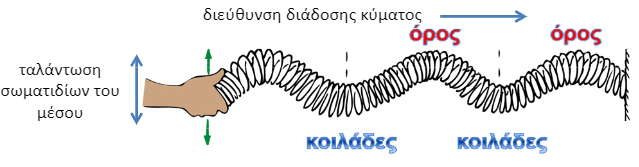 διεύθυνση διάδοσης κύματος
όρος όρος
ταλάντωση
σωματιδίων του
μέσου
κοιλάδες κοιλάδες